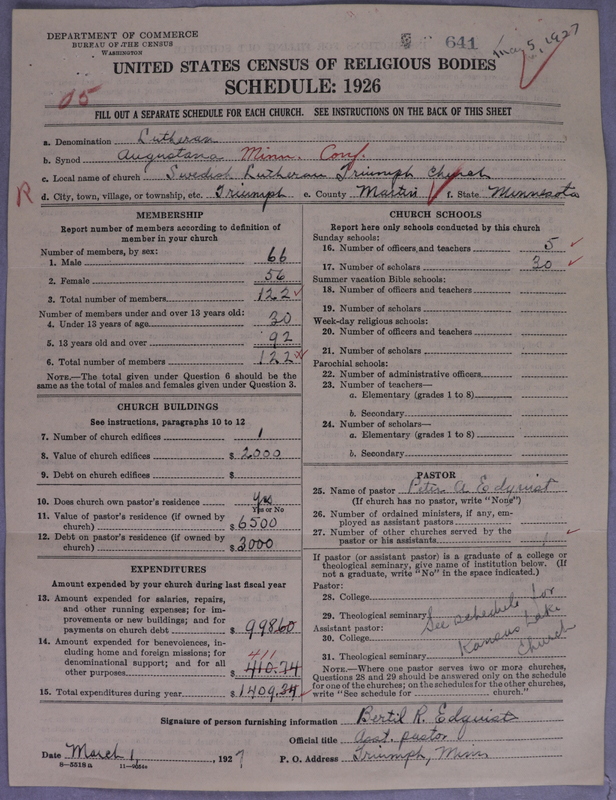 DEPARTMENT OF COMMERCE
BUREAU OF THE CENSUS
WASHINGTON
641
May 5, 1927
UNITED STATES CENSUS OF RELIGIOUS BODIES
SCHEDULE: 1926
05
FILL OUT A SEPARATE SCHEDULE FOR EACH CHURCH. SEE INSTRUCTIONS ON THE BACK OF THIS SHEET
a. Denomination Lutheran
b. Synod Augustana Minn. Conf.
c. Local name of church Swedish Lutheran Triumph Church
R d. City, town, village, or township, etc. Triumph e. County Martin f. State Minnesota
MEMBERSHIP
Report number of members according to definition of
member in your church
Number of members, by sex:
1. Male 66
2. Female 56
3. Total number of members 122
Number of members under and over 13 years old:
4. Under 13 years of age 30
5. 13 years old and over 92
6. Total number of members 122
NOTE.—The total given under Question 6 should be the
same as the total of males and females given under Question 3.
CHURCH BUILDINGS
See instructions, paragraphs 10 to 12
7. Number of church edifices 1
8. Value of church edifices $ 2000
9. Debt on church edifices $
10. Does church own pastor's residence Yes
Yes or No
11. Value of pastor's residence (if owned by
church) $ 6500
12. Debt on pastor's residence (if owned by
church) $ 3000
EXPENDITURES
Amount expended by your church during last fiscal year
13. Amount expended for salaries, repairs,
and other running expenses; for im-
provements or new buildings; and for
payments on church debt $ 998.60
14. Amount expended for benevolences, in-
cluding home and foreign missions; for
denominational support; and for all
411
other purposes $ 410.74
15. Total expenditures during year $ 1409.34
CHURCH SCHOOLS
Report here only schools conducted by this church
Sunday schools:
16. Number of officers and teachers 5
17. Number of scholars 30
Summer vacation Bible schools:
18. Number of officers and teachers
19. Number of scholars
Week-day religious schools:
20. Number of officers and teachers
21. Number of scholars
Parochial schools:
22. Number of administrative officers
23. Number of teachers—
a. Elementary (grades 1 to 8)
b. Secondary
24. Number of scholars—
a. Elementary (grades 1 to 8)
b. Secondary
PASTOR
25. Name of pastor Peter A Edquist
(If church has no pastor, write "None")
26. Number of ordained ministers, if any, em-
ployed as assistant pastors
27. Number of other churches served by the
pastor or his assistants 1
If pastor (or assistant pastor) is a graduate of a college or
theological seminary, give name of institution below. (If
not a graduate, write "No" in the space indicated.)
Pastor:
28. College
29. Theological seminary
Assistant pastor:
30. College
31. Theological seminary
See schedule for
Kansas Lake
Church
NOTE.—Where one pastor serves two or more churches,
Questions 28 and 29 should be answered only on the schedule
for one of the churches; on the schedules for the other churches,
write "See schedule for church."
Signature of person furnishing information Bertil R. Edquist
Official title Asst. pastor
Date March 1, 1927 P. O. Address Triumph, Minn
8—5518 a